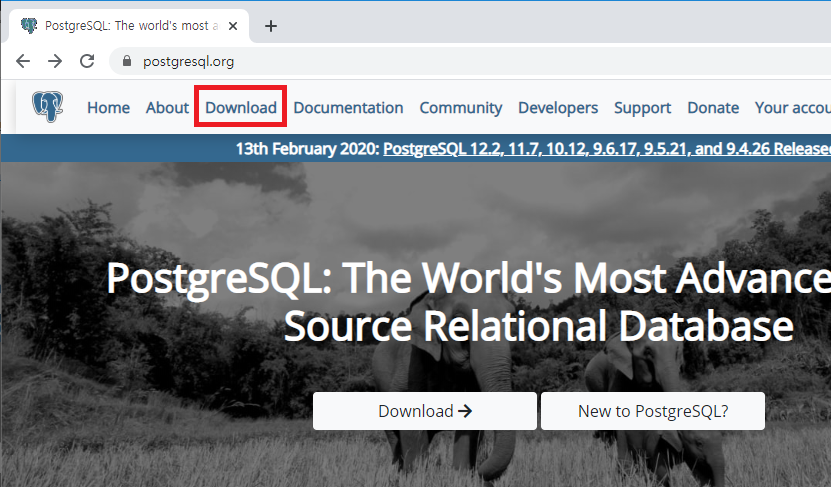 PostgreSQL: The world's most a
postgresql.org
Home About Download Documentation Community Developers Support Donate Your accou
13th February 2020: PostgreSQL 12.2, 11.7, 10.12, 9.6.17, 9.5.21, and 9.4.26 Released
PostgreSQL: The World's Most Advance
Source Relational Database
Download → New to PostgreSQL?